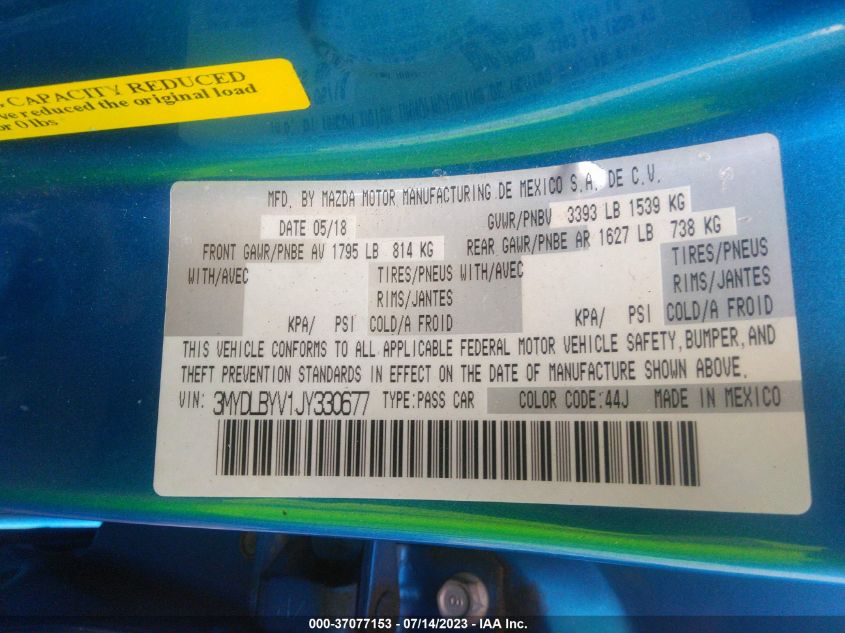 CAPACITY REDUCED
ve reduced the original load
or 0 lbs
MFD. BY MAZDA MOTOR MANUFACTURING DE MEXICO S.A. DE C.V.
DATE 05/18 GVWR/PNBV 3393 LB 1539 KG
FRONT GAWR/PNBE AV 1795 LB 814 KG REAR GAWR/PNBE AR 1627 LB 738 KG
WITH/AVEC TIRES/PNEUS WITH/AVEC TIRES/PNEUS
RIMS/JANTES RIMS/JANTES
KPA/ PSI COLD/A FROID KPA/ PSI COLD/A FROID
THIS VEHICLE CONFORMS TO ALL APPLICABLE FEDERAL MOTOR VEHICLE SAFETY, BUMPER, AND
THEFT PREVENTION STANDARDS IN EFFECT ON THE DATE OF MANUFACTURE SHOWN ABOVE.
VIN: 3MYDLBYV1JY330677 TYPE:PASS CAR COLOR CODE:44J MADE IN MEXICO
000-37077153 - 07/14/2023 - IAA Inc.